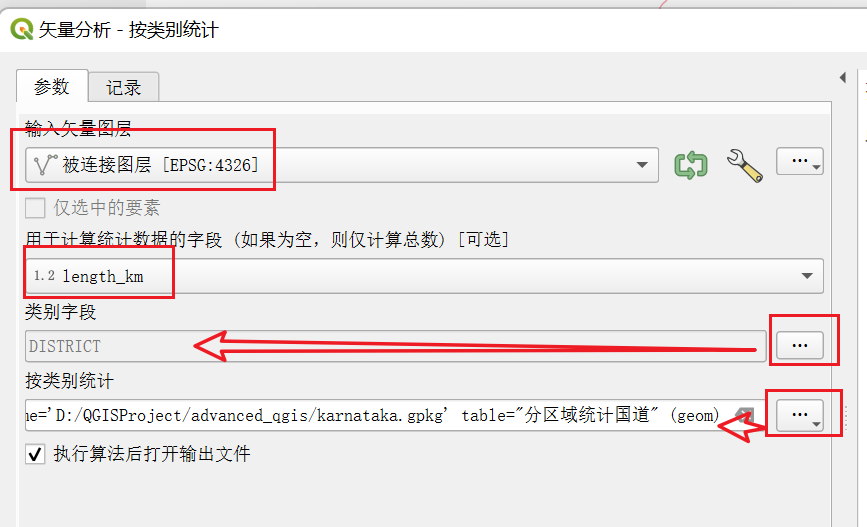 矢量分析 - 按类别统计
参数 记录
输入矢量图层
被连接图层 [EPSG:4326]
...
仅选中的要素
用于计算统计数据的字段 (如果为空，则仅计算总数) [可选]
1.2 length_km
类别字段
DISTRICT
...
按类别统计
me='D:/QGISProject/advanced_qgis/karnataka.gpkg' table="分区域统计国道" (geom)
...
执行算法后打开输出文件